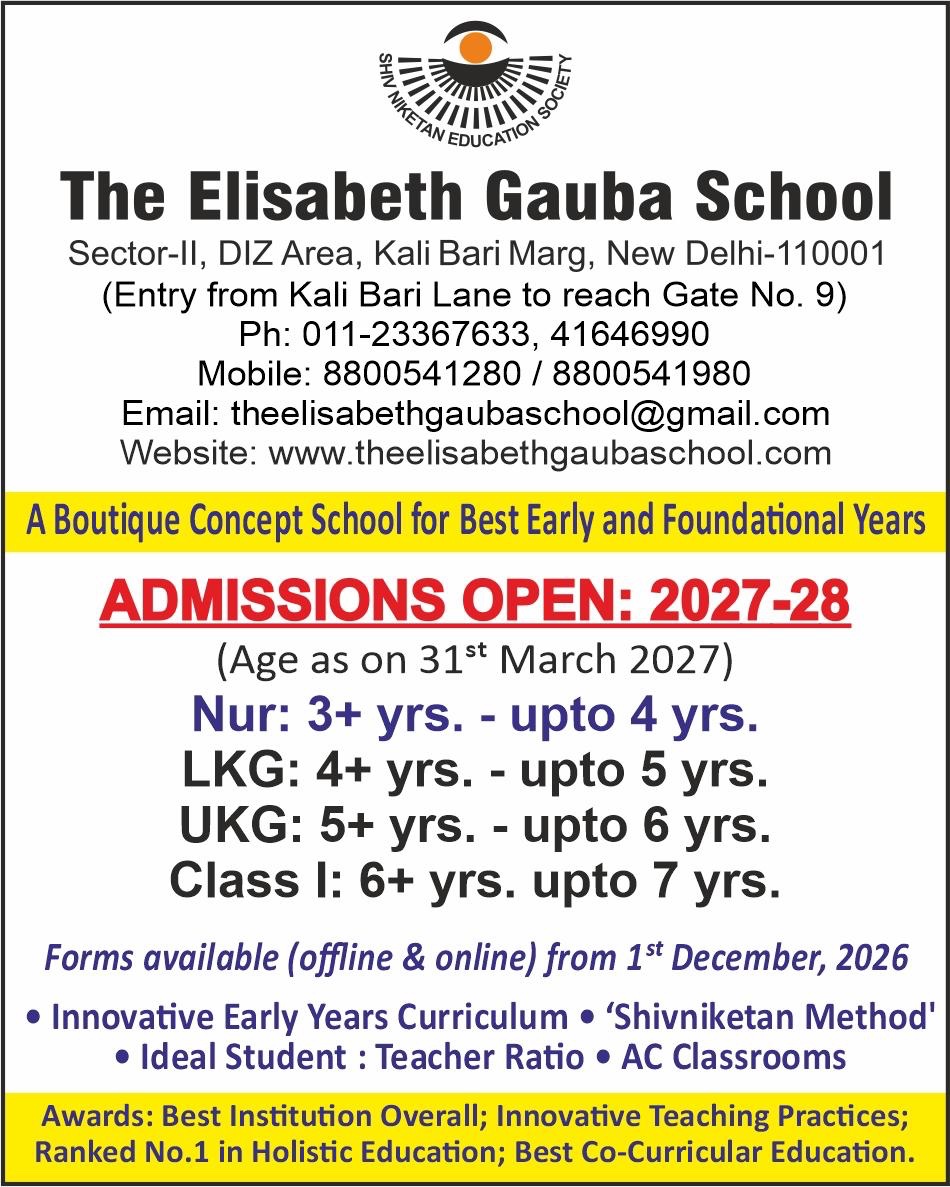 SHIV NIKETAN EDUCATION SOCIETY
The Elisabeth Gauba School
Sector-II, DIZ Area, Kali Bari Marg, New Delhi-110001
(Entry from Kali Bari Lane to reach Gate No. 9)
Ph: 011-23367633, 41646990
Mobile: 8800541280 / 8800541980
Email: theelisabethgaubaschool@gmail.com
Website: www.theelisabethgaubaschool.com
A Boutique Concept School for Best Early and Foundational Years
ADMISSIONS OPEN: 2027-28
(Age as on 31st March 2027)
Nur: 3+ yrs. - upto 4 yrs.
LKG: 4+ yrs. - upto 5 yrs.
UKG: 5+ yrs. - upto 6 yrs.
Class I: 6+ yrs. upto 7 yrs.
Forms available (offline & online) from 1st December, 2026
• Innovative Early Years Curriculum • ‘Shivniketan Method'
• Ideal Student : Teacher Ratio • AC Classrooms
Awards: Best Institution Overall; Innovative Teaching Practices;
Ranked No.1 in Holistic Education; Best Co-Curricular Education.